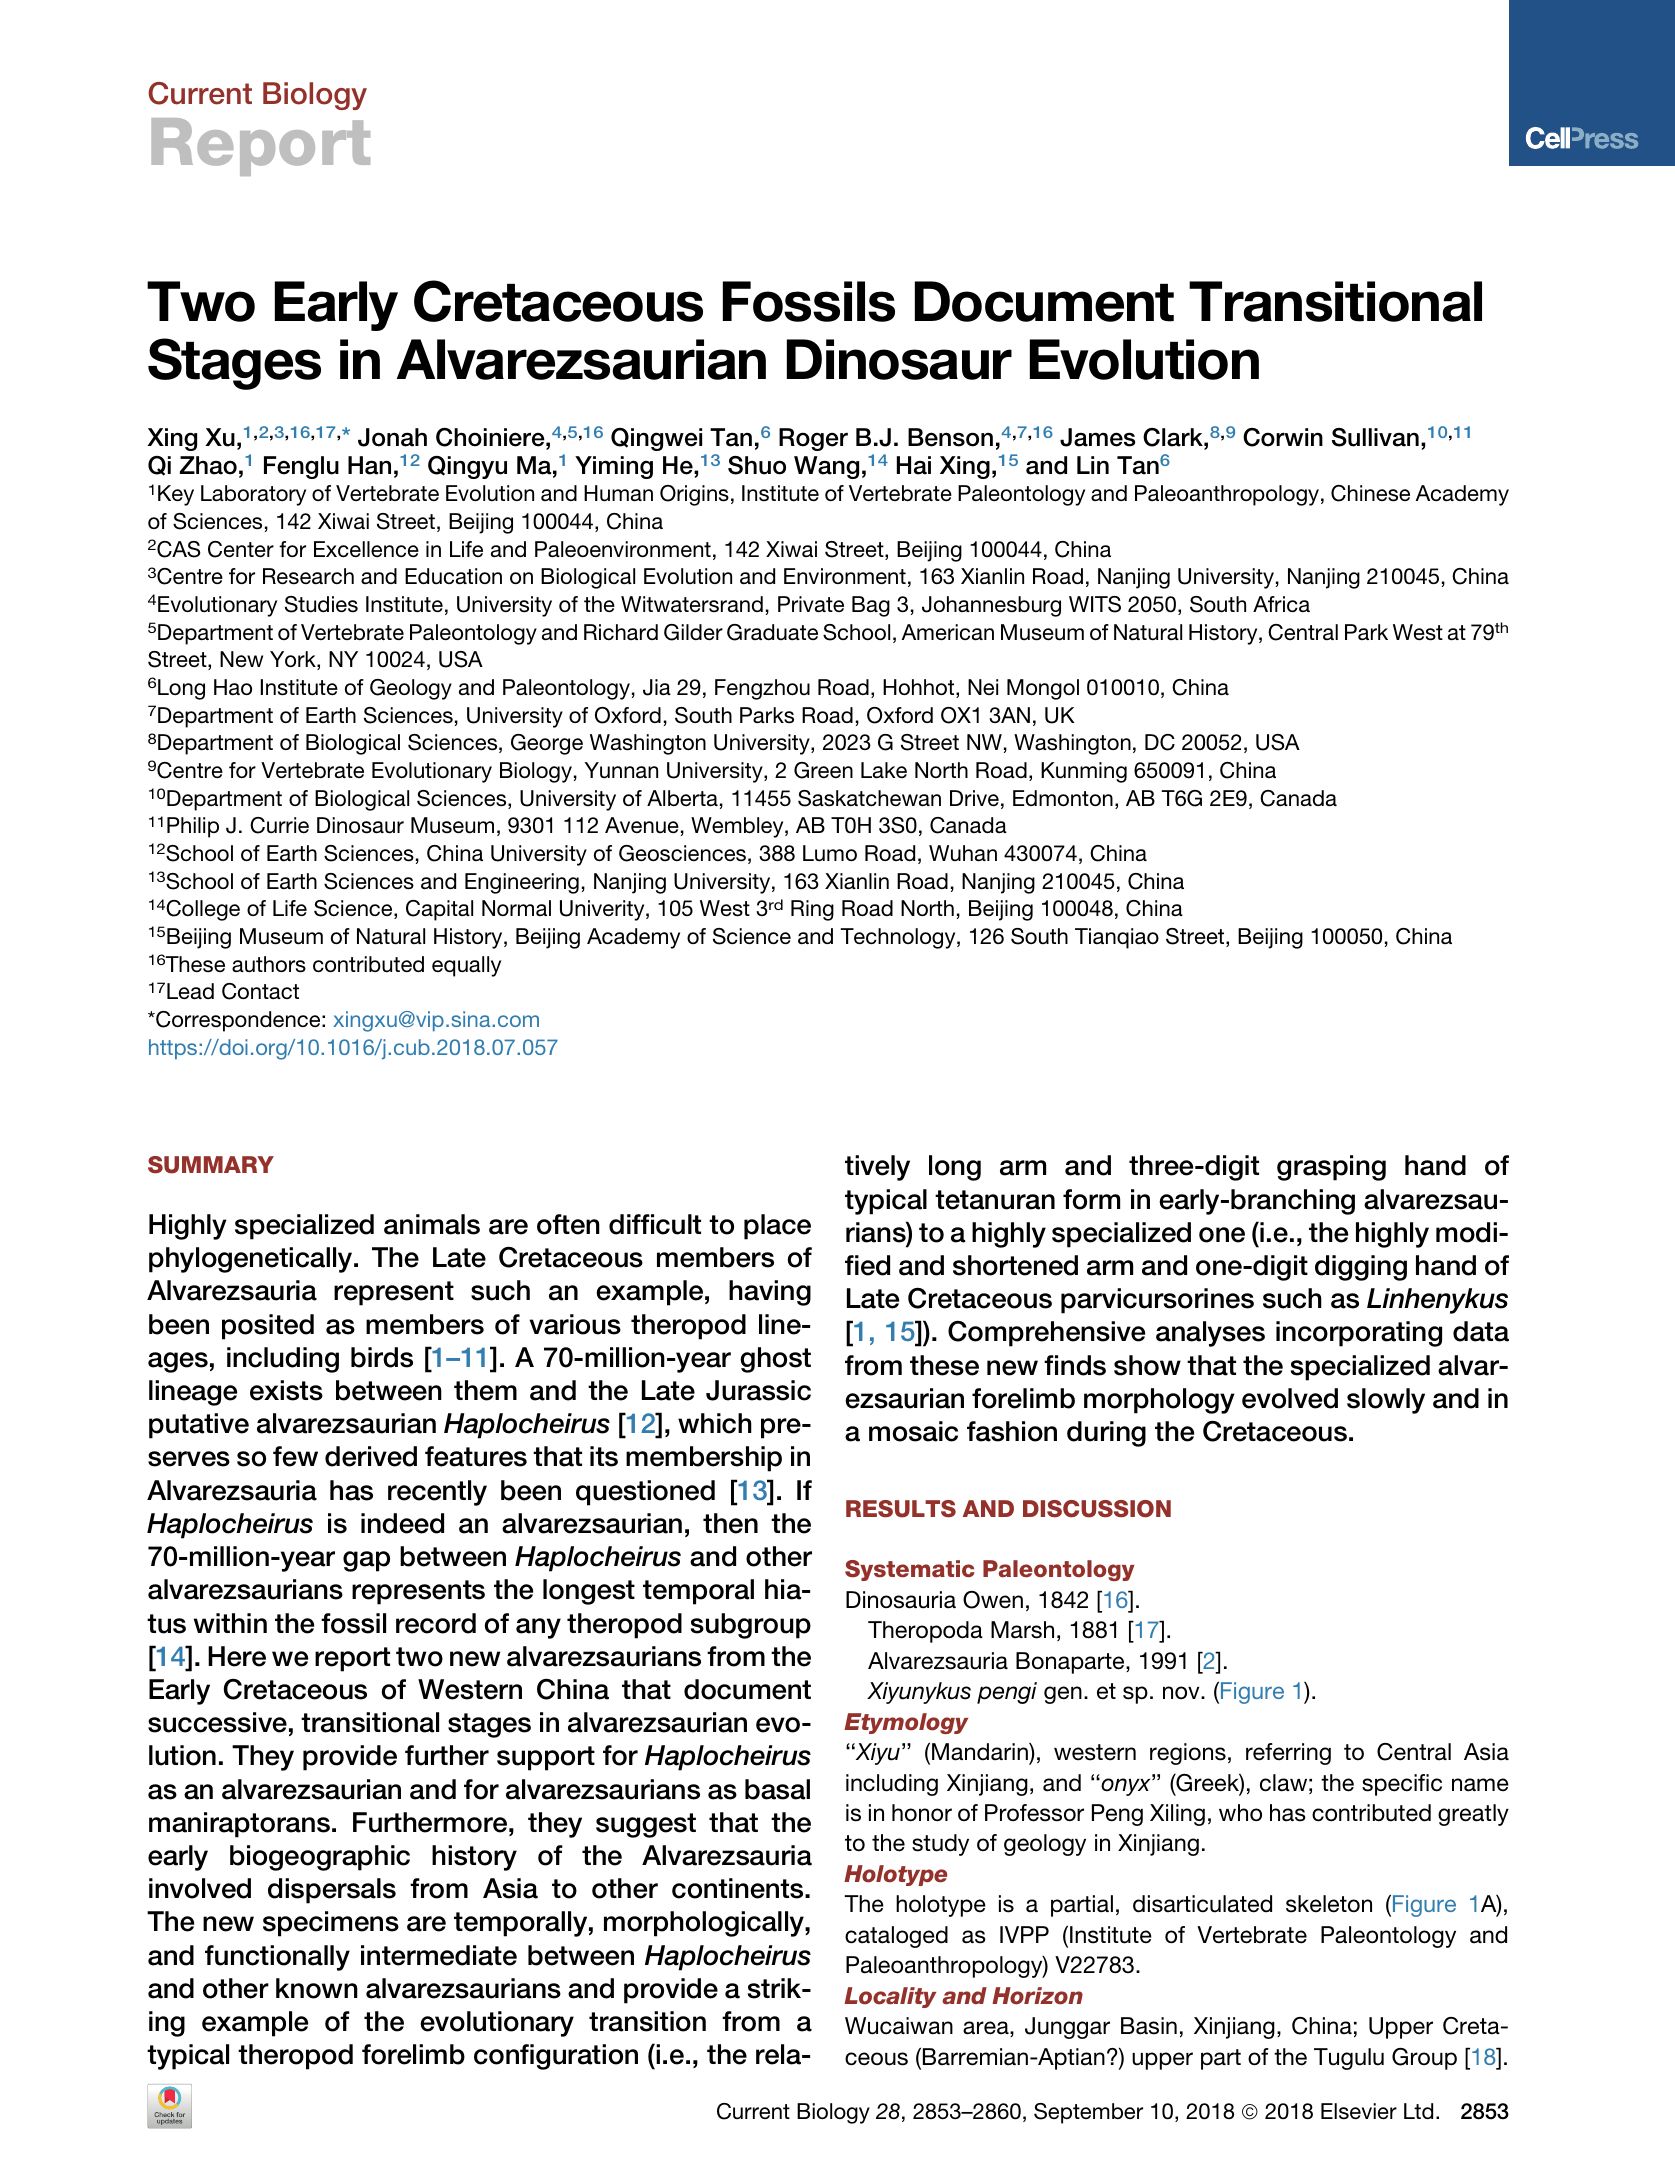 Current Biology
Report
CellPress
Two Early Cretaceous Fossils Document Transitional
Stages in Alvarezsaurian Dinosaur Evolution
Xing Xu,1,2,3,16,17,* Jonah Choiniere,4,5,16 Qingwei Tan,6 Roger B.J. Benson,4,7,16 James Clark,8,9 Corwin Sullivan,10,11
Qi Zhao,1 Fenglu Han,12 Qingyu Ma,1 Yiming He,13 Shuo Wang,14 Hai Xing,15 and Lin Tan6
1Key Laboratory of Vertebrate Evolution and Human Origins, Institute of Vertebrate Paleontology and Paleoanthropology, Chinese Academy
of Sciences, 142 Xiwai Street, Beijing 100044, China
2CAS Center for Excellence in Life and Paleoenvironment, 142 Xiwai Street, Beijing 100044, China
3Centre for Research and Education on Biological Evolution and Environment, 163 Xianlin Road, Nanjing University, Nanjing 210045, China
4Evolutionary Studies Institute, University of the Witwatersrand, Private Bag 3, Johannesburg WITS 2050, South Africa
5Department of Vertebrate Paleontology and Richard Gilder Graduate School, American Museum of Natural History, Central Park West at 79th
Street, New York, NY 10024, USA
6Long Hao Institute of Geology and Paleontology, Jia 29, Fengzhou Road, Hohhot, Nei Mongol 010010, China
7Department of Earth Sciences, University of Oxford, South Parks Road, Oxford OX1 3AN, UK
8Department of Biological Sciences, George Washington University, 2023 G Street NW, Washington, DC 20052, USA
9Centre for Vertebrate Evolutionary Biology, Yunnan University, 2 Green Lake North Road, Kunming 650091, China
10Department of Biological Sciences, University of Alberta, 11455 Saskatchewan Drive, Edmonton, AB T6G 2E9, Canada
11Philip J. Currie Dinosaur Museum, 9301 112 Avenue, Wembley, AB T0H 3S0, Canada
12School of Earth Sciences, China University of Geosciences, 388 Lumo Road, Wuhan 430074, China
13School of Earth Sciences and Engineering, Nanjing University, 163 Xianlin Road, Nanjing 210045, China
14College of Life Science, Capital Normal Univerity, 105 West 3rd Ring Road North, Beijing 100048, China
15Beijing Museum of Natural History, Beijing Academy of Science and Technology, 126 South Tianqiao Street, Beijing 100050, China
16These authors contributed equally
17Lead Contact
*Correspondence: xingxu@vip.sina.com
https://doi.org/10.1016/j.cub.2018.07.057
SUMMARY
Highly specialized animals are often difficult to place
phylogenetically. The Late Cretaceous members of
Alvarezsauria represent such an example, having
been posited as members of various theropod line-
ages, including birds [1–11]. A 70-million-year ghost
lineage exists between them and the Late Jurassic
putative alvarezsaurian Haplocheirus [12], which pre-
serves so few derived features that its membership in
Alvarezsauria has recently been questioned [13]. If
Haplocheirus is indeed an alvarezsaurian, then the
70-million-year gap between Haplocheirus and other
alvarezsaurians represents the longest temporal hia-
tus within the fossil record of any theropod subgroup
[14]. Here we report two new alvarezsaurians from the
Early Cretaceous of Western China that document
successive, transitional stages in alvarezsaurian evo-
lution. They provide further support for Haplocheirus
as an alvarezsaurian and for alvarezsaurians as basal
maniraptorans. Furthermore, they suggest that the
early biogeographic history of the Alvarezsauria
involved dispersals from Asia to other continents.
The new specimens are temporally, morphologically,
and functionally intermediate between Haplocheirus
and other known alvarezsaurians and provide a strik-
ing example of the evolutionary transition from a
typical theropod forelimb configuration (i.e., the rela-
tively long arm and three-digit grasping hand of
typical tetanuran form in early-branching alvarezsau-
rians) to a highly specialized one (i.e., the highly modi-
fied and shortened arm and one-digit digging hand of
Late Cretaceous parvicursorines such as Linhenykus
[1, 15]). Comprehensive analyses incorporating data
from these new finds show that the specialized alvar-
ezsaurian forelimb morphology evolved slowly and in
a mosaic fashion during the Cretaceous.
RESULTS AND DISCUSSION
Systematic Paleontology
Dinosauria Owen, 1842 [16].
Theropoda Marsh, 1881 [17].
Alvarezsauria Bonaparte, 1991 [2].
Xiyunykus pengi gen. et sp. nov. (Figure 1).
Etymology
‘‘Xiyu’’ (Mandarin), western regions, referring to Central Asia
including Xinjiang, and ‘‘onyx’’ (Greek), claw; the specific name
is in honor of Professor Peng Xiling, who has contributed greatly
to the study of geology in Xinjiang.
Holotype
The holotype is a partial, disarticulated skeleton (Figure 1A),
cataloged as IVPP (Institute of Vertebrate Paleontology and
Paleoanthropology) V22783.
Locality and Horizon
Wucaiwan area, Junggar Basin, Xinjiang, China; Upper Creta-
ceous (Barremian-Aptian?) upper part of the Tugulu Group [18].
Check for
updates
Current Biology 28, 2853–2860, September 10, 2018 © 2018 Elsevier Ltd. 2853